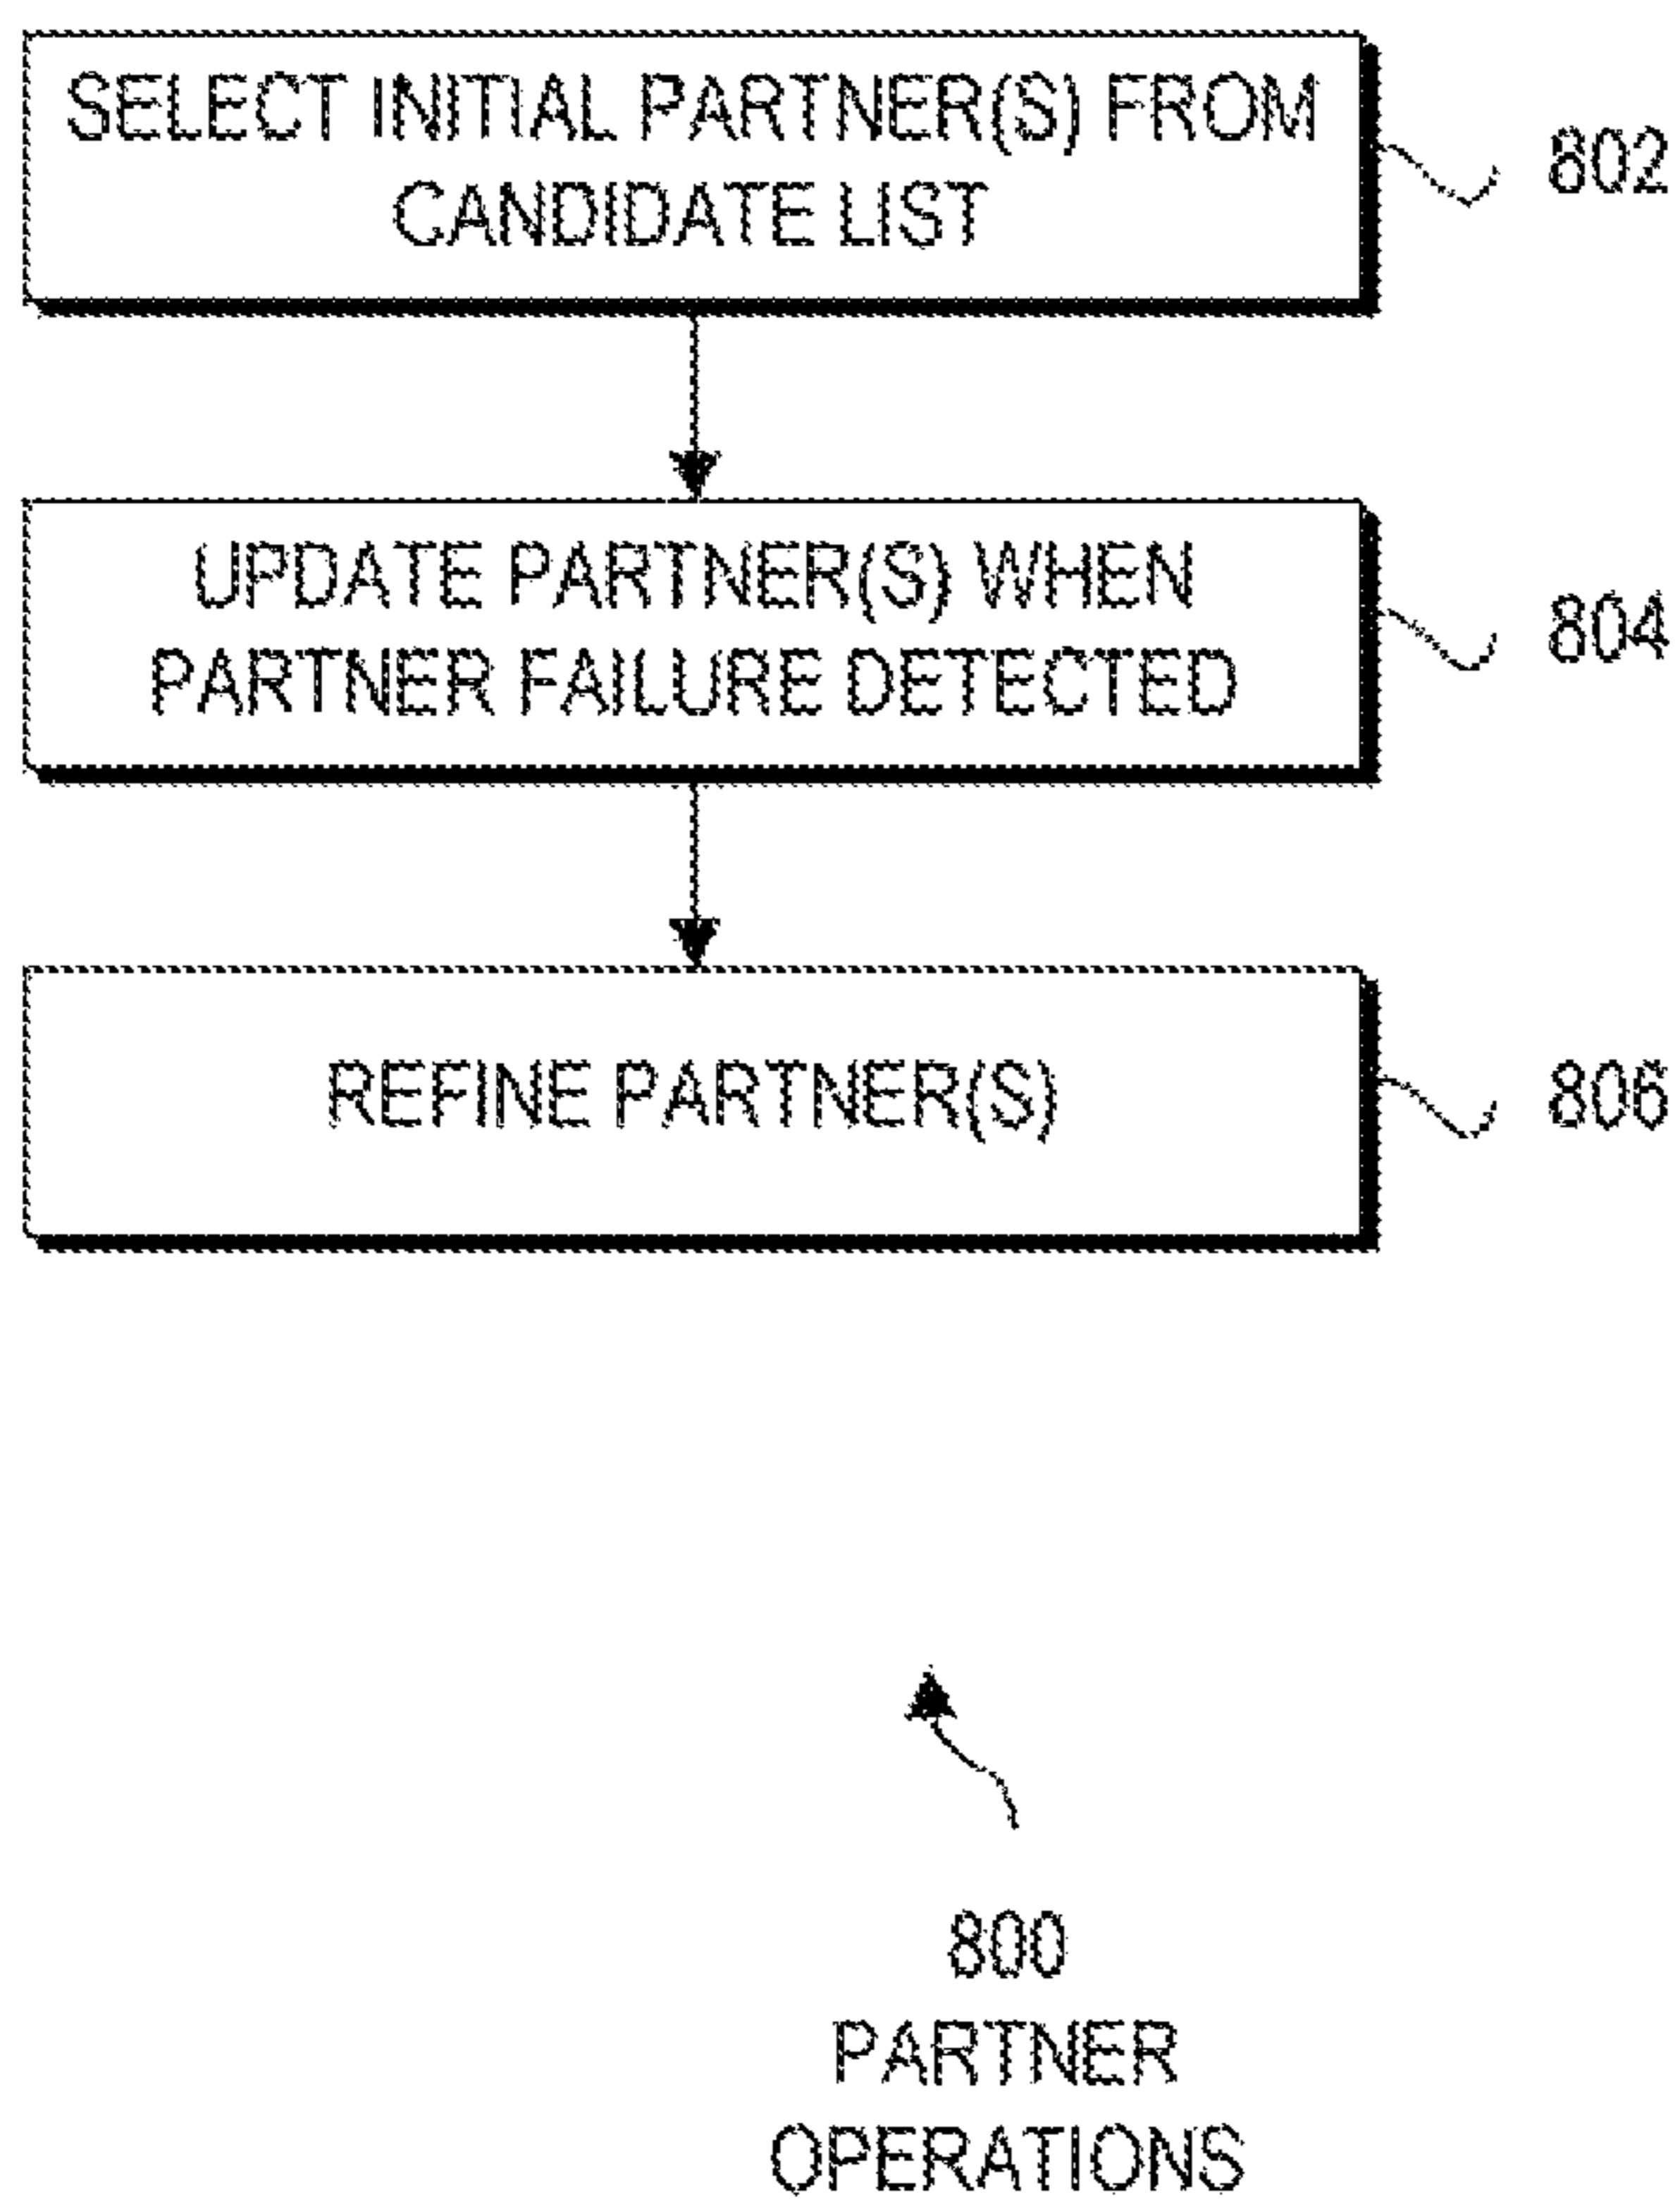 SELECT INITIAL PARTNER(S) FROM
CANDIDATE LIST
802
UPDATE PARTNER(S) WHEN
PARTNER FAILURE DETECTED
804
REFINE PARTNER(S)
806
800
PARTNER
OPERATIONS